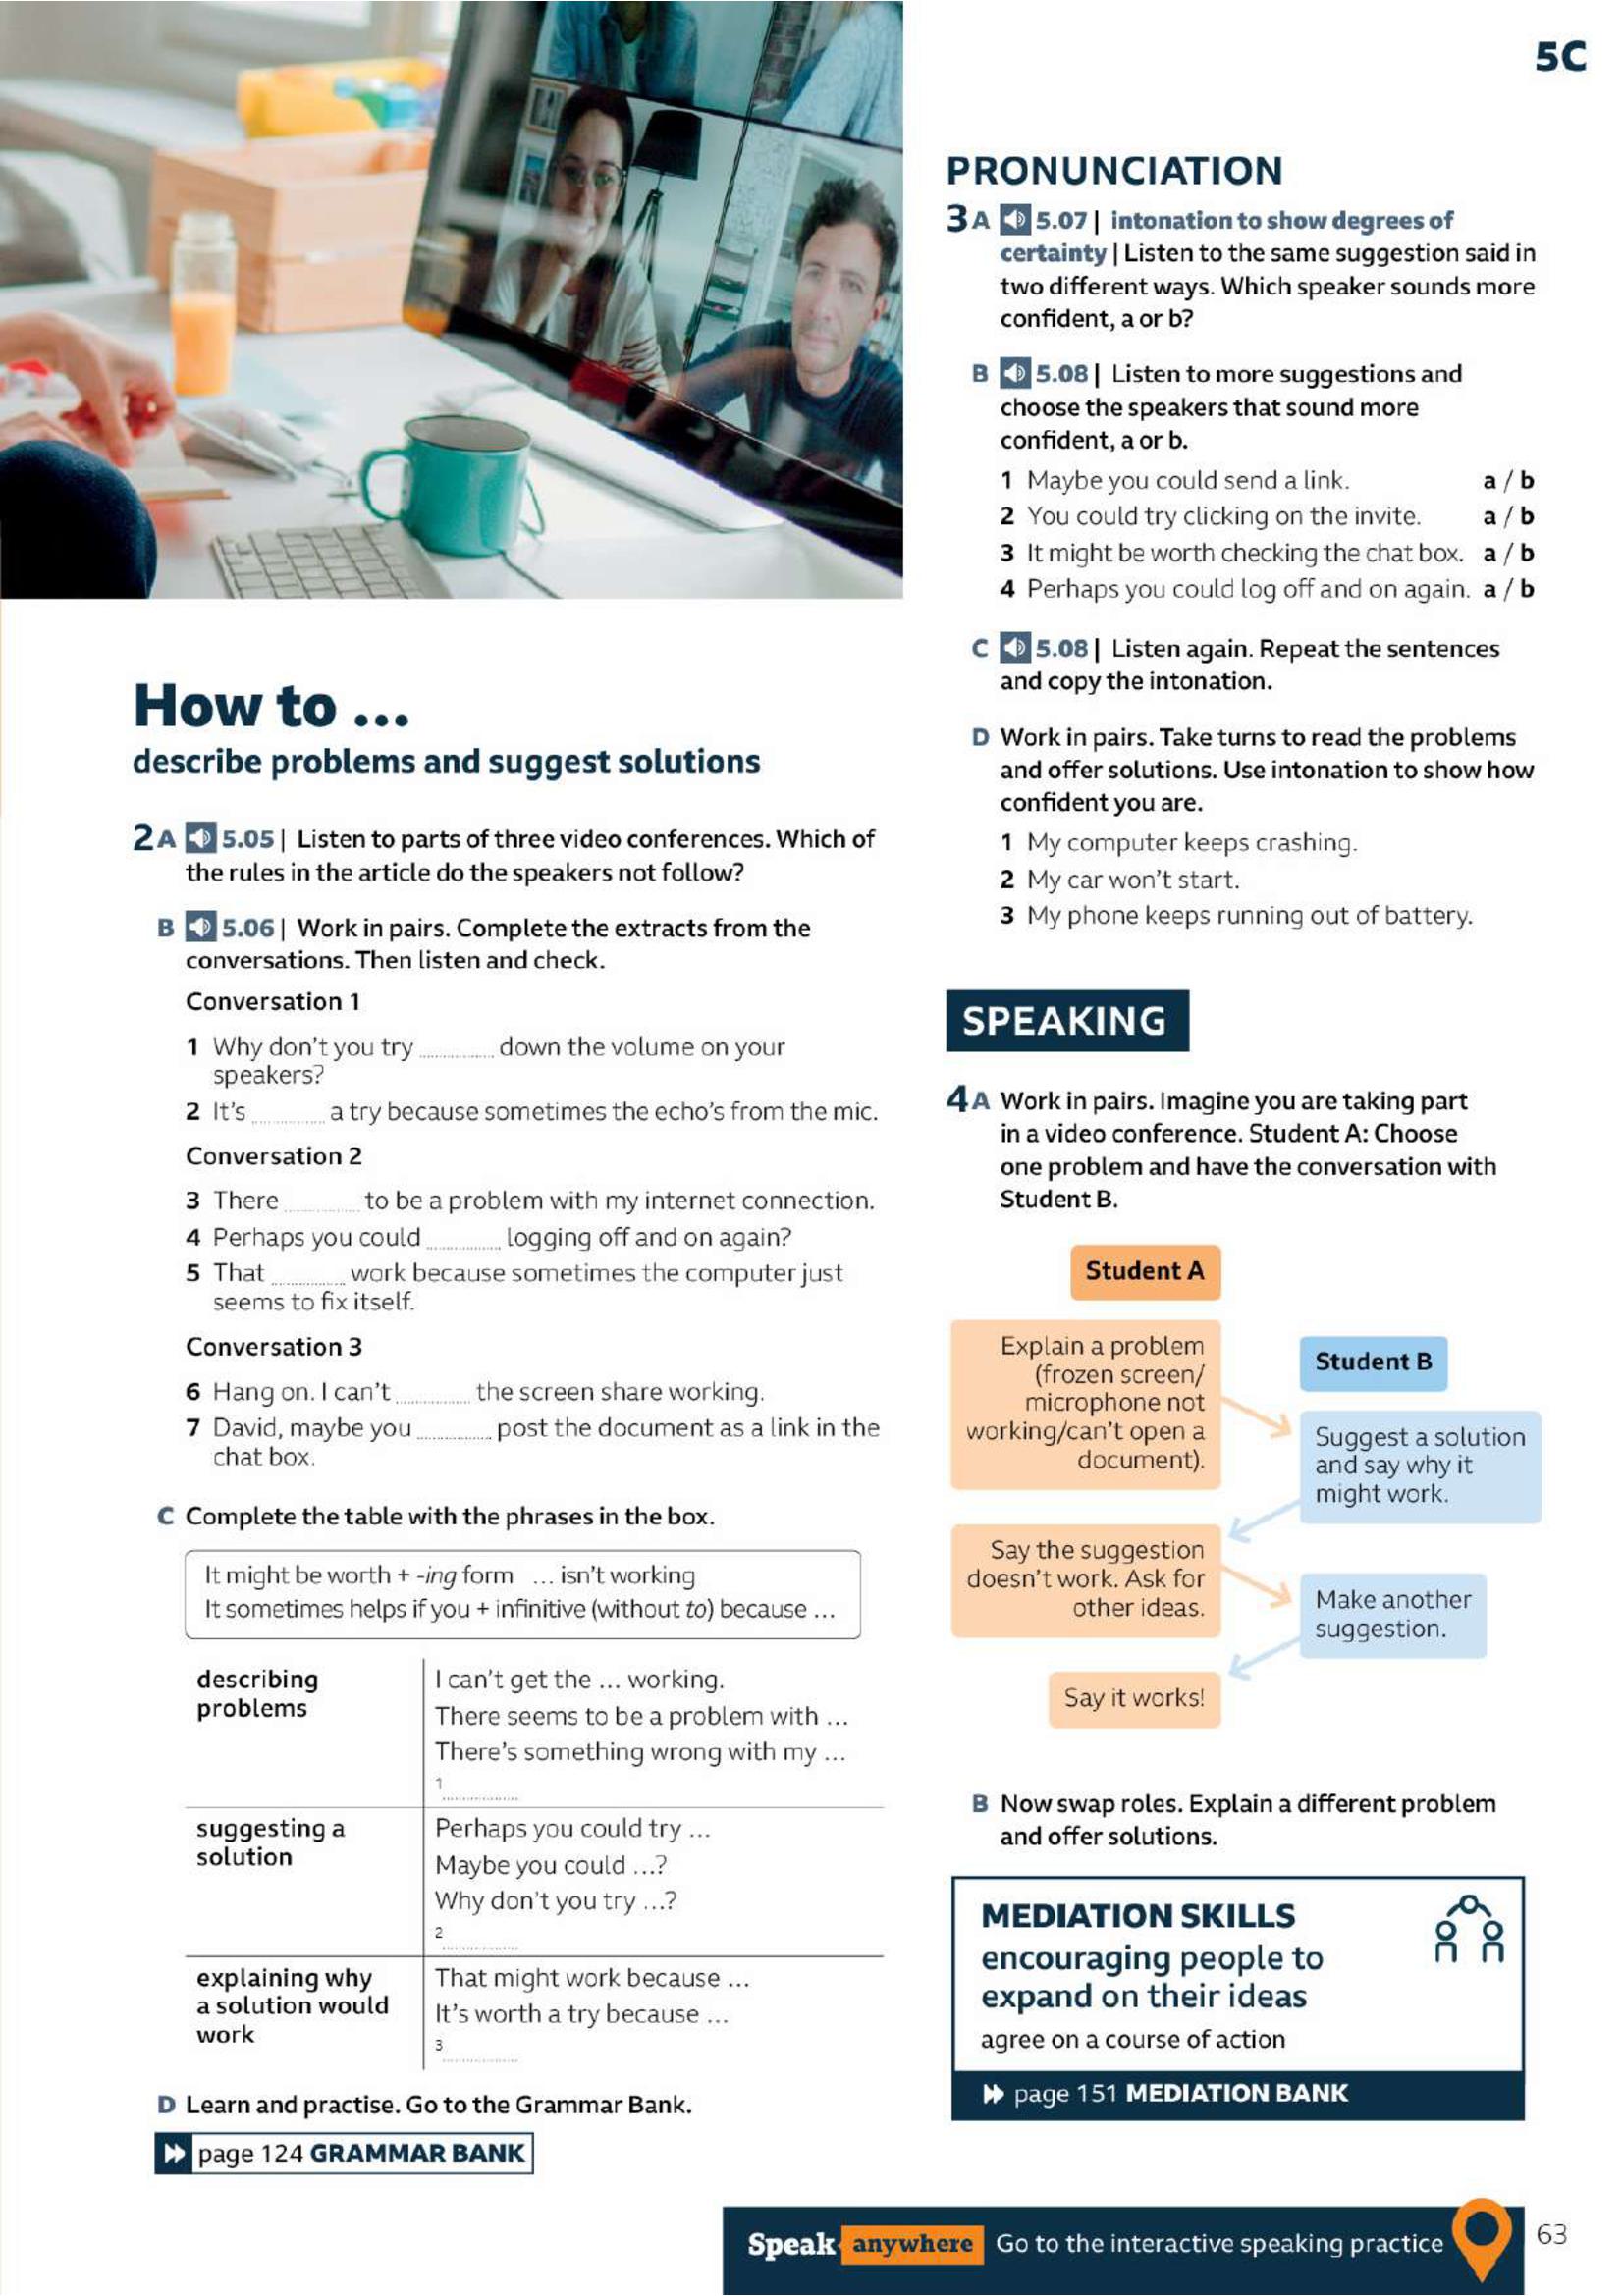 5C
How to ...
describe problems and suggest solutions
2 A 5.05 | Listen to parts of three video conferences. Which of
the rules in the article do the speakers not follow?
B 5.06 | Work in pairs. Complete the extracts from the
conversations. Then listen and check.
Conversation 1
1 Why don't you try ............... down the volume on your
speakers?
2 It's ............... a try because sometimes the echo's from the mic.
Conversation 2
3 There ............... to be a problem with my internet connection.
4 Perhaps you could ............... logging off and on again?
5 That ............... work because sometimes the computer just
seems to fix itself.
Conversation 3
6 Hang on. I can't ............... the screen share working.
7 David, maybe you ............... post the document as a link in the
chat box.
C Complete the table with the phrases in the box.
It might be worth + -ing form ... isn't working
It sometimes helps if you + infinitive (without to) because ...
describing
problems
I can't get the ... working.
There seems to be a problem with ...
There's something wrong with my ...
1 ...............
suggesting a
solution
Perhaps you could try ...
Maybe you could ...?
Why don't you try ...?
2 ...............
explaining why
a solution would
work
That might work because ...
It's worth a try because ...
3 ...............
D Learn and practise. Go to the Grammar Bank.
page 124 GRAMMAR BANK
PRONUNCIATION
3 A 5.07 | intonation to show degrees of
certainty | Listen to the same suggestion said in
two different ways. Which speaker sounds more
confident, a or b?
B 5.08 | Listen to more suggestions and
choose the speakers that sound more
confident, a or b.
1 Maybe you could send a link. a / b
2 You could try clicking on the invite. a / b
3 It might be worth checking the chat box. a / b
4 Perhaps you could log off and on again. a / b
C 5.08 | Listen again. Repeat the sentences
and copy the intonation.
D Work in pairs. Take turns to read the problems
and offer solutions. Use intonation to show how
confident you are.
1 My computer keeps crashing.
2 My car won't start.
3 My phone keeps running out of battery.
SPEAKING
4 A Work in pairs. Imagine you are taking part
in a video conference. Student A: Choose
one problem and have the conversation with
Student B.
Student A
Explain a problem
(frozen screen/
microphone not
working/can't open a
document).
Student B
Suggest a solution
and say why it
might work.
Say the suggestion
doesn't work. Ask for
other ideas.
Make another
suggestion.
Say it works!
B Now swap roles. Explain a different problem
and offer solutions.
MEDIATION SKILLS
encouraging people to
expand on their ideas
agree on a course of action
page 151 MEDIATION BANK
Speak anywhere Go to the interactive speaking practice
63